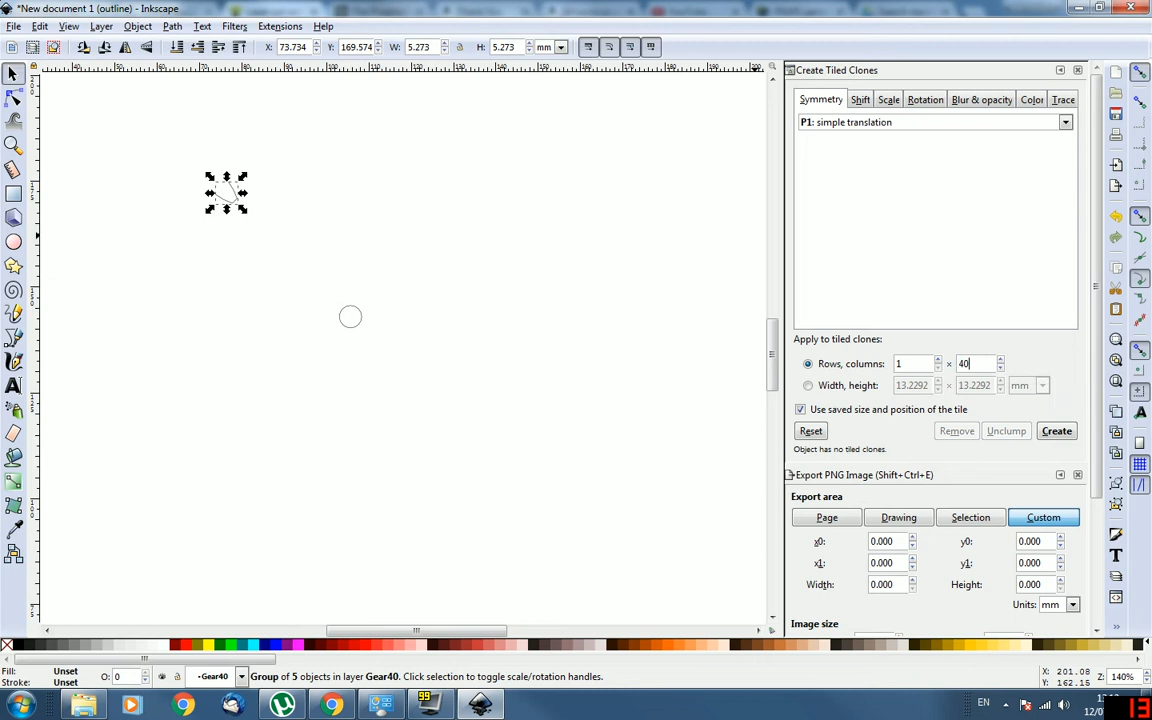 *New document 1 (outline) - Inkscape
File Edit View Layer Object Path Text Filters Extensions Help
X: 73.734 Y: 169.574 W: 5.273 H: 5.273 mm
Create Tiled Clones
Symmetry Shift Scale Rotation Blur & opacity Color Trace
P1: simple translation
Apply to tiled clones:
Rows, columns: 1 × 40
Width, height: 13.2292 × 13.2292 mm
Use saved size and position of the tile
Reset Remove Unclump Create
Object has no tiled clones.
Export PNG Image (Shift+Ctrl+E)
Export area
Page Drawing Selection Custom
x0: 0.000 y0: 0.000
x1: 0.000 y1: 0.000
Width: 0.000 Height: 0.000
Units: mm
Image size
Fill: Unset
Stroke: Unset
O: 0
Gear40
Group of 5 objects in layer Gear40. Click selection to toggle scale/rotation handles.
X: 201.08
Y: 162.15
Z: 140%
EN
99
13